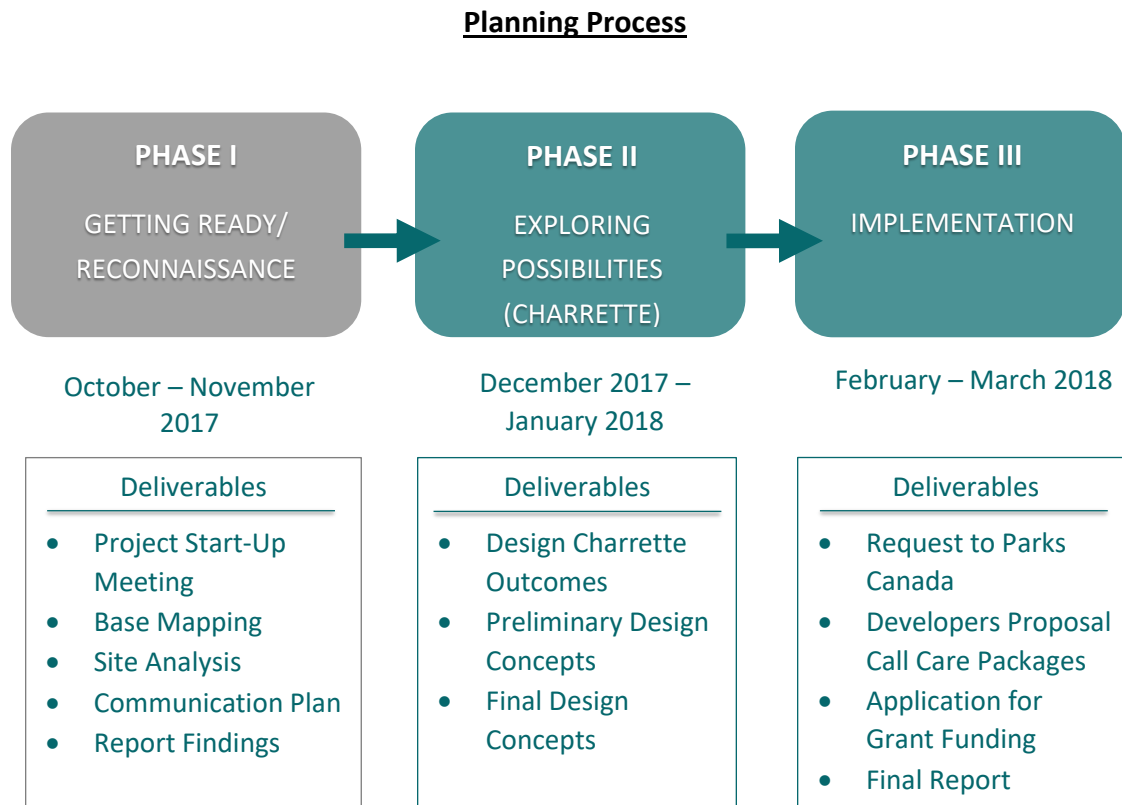 Planning Process
PHASE I
GETTING READY/
RECONNAISSANCE
PHASE II
EXPLORING
POSSIBILITIES
(CHARRETTE)
PHASE III
IMPLEMENTATION
October – November
2017
December 2017 –
January 2018
February – March 2018
Deliverables
• Project Start-Up
Meeting
• Base Mapping
• Site Analysis
• Communication Plan
• Report Findings
Deliverables
• Design Charrette
Outcomes
• Preliminary Design
Concepts
• Final Design
Concepts
Deliverables
• Request to Parks
Canada
• Developers Proposal
Call Care Packages
• Application for
Grant Funding
• Final Report